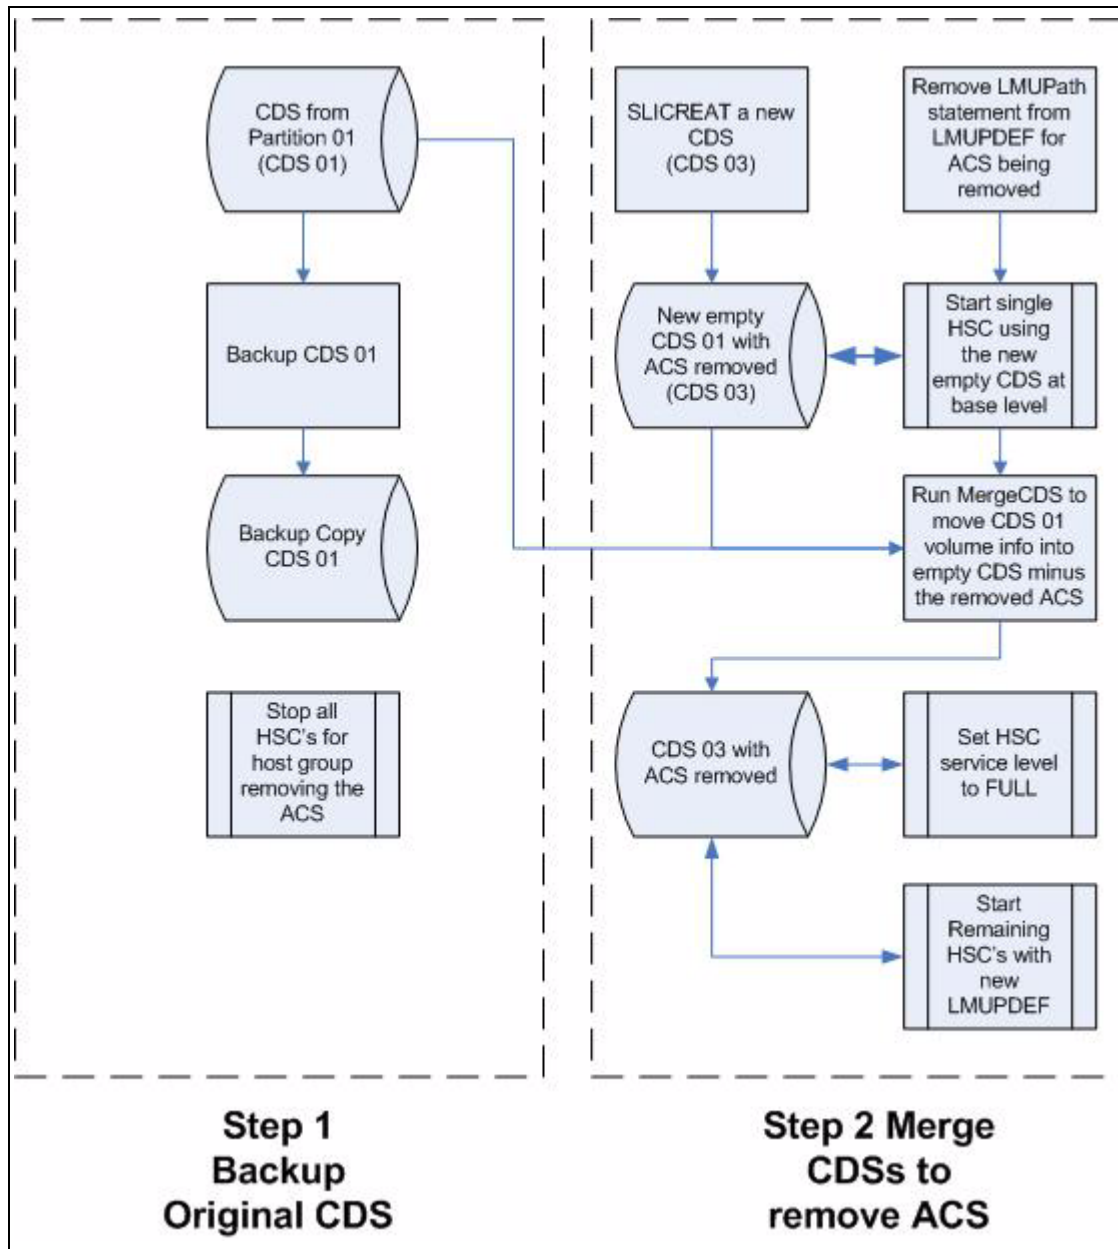 CDS from
Partition 01
(CDS 01)
Backup CDS 01
Backup Copy
CDS 01
Stop all
HSC's for
host group
removing the
ACS
SLICREAT a new
CDS
(CDS 03)
Remove LMUPath
statement from
LMUPDEF for
ACS being
removed
New empty
CDS 01 with
ACS removed
(CDS 03)
Start single
HSC using
the new
empty CDS at
base level
Run MergeCDS to
move CDS 01
volume info into
empty CDS minus
the removed ACS
CDS 03 with
ACS removed
Set HSC
service level
to FULL
Start
Remaining
HSC's with
new
LMUPDEF
Step 1
Backup
Original CDS
Step 2 Merge
CDSs to
remove ACS